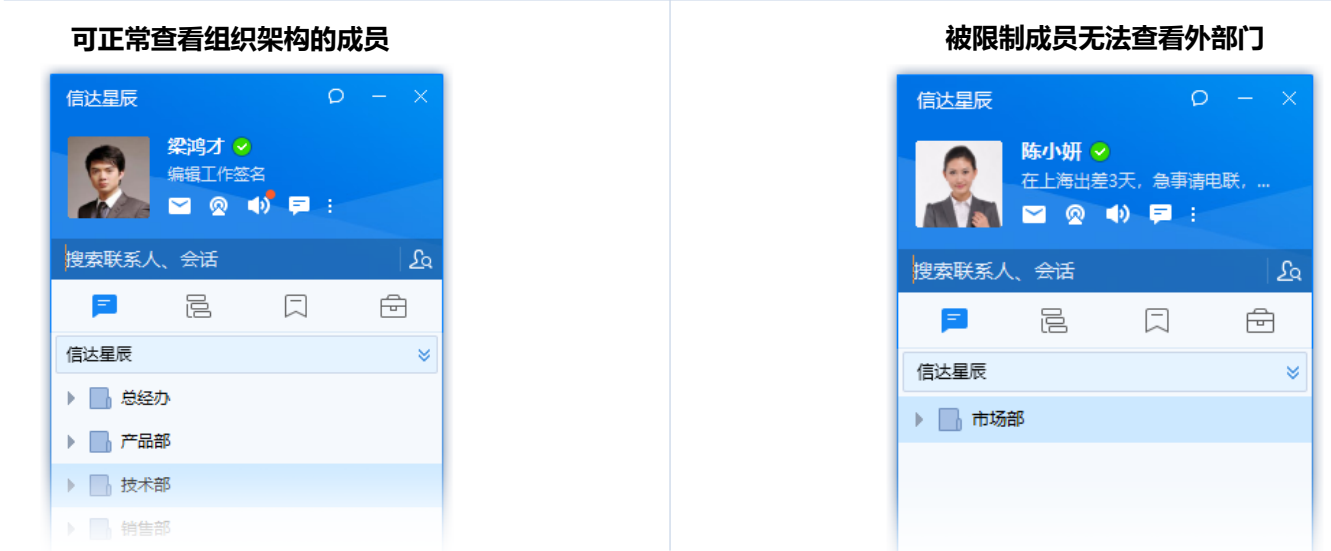 可正常查看组织架构的成员
信达星辰
梁鸿才
编辑工作签名
搜索联系人、会话
信达星辰
总经办
产品部
技术部
销售部
被限制成员无法查看外部门
信达星辰
陈小妍
在上海出差3天，急事请电联，...
搜索联系人、会话
信达星辰
市场部